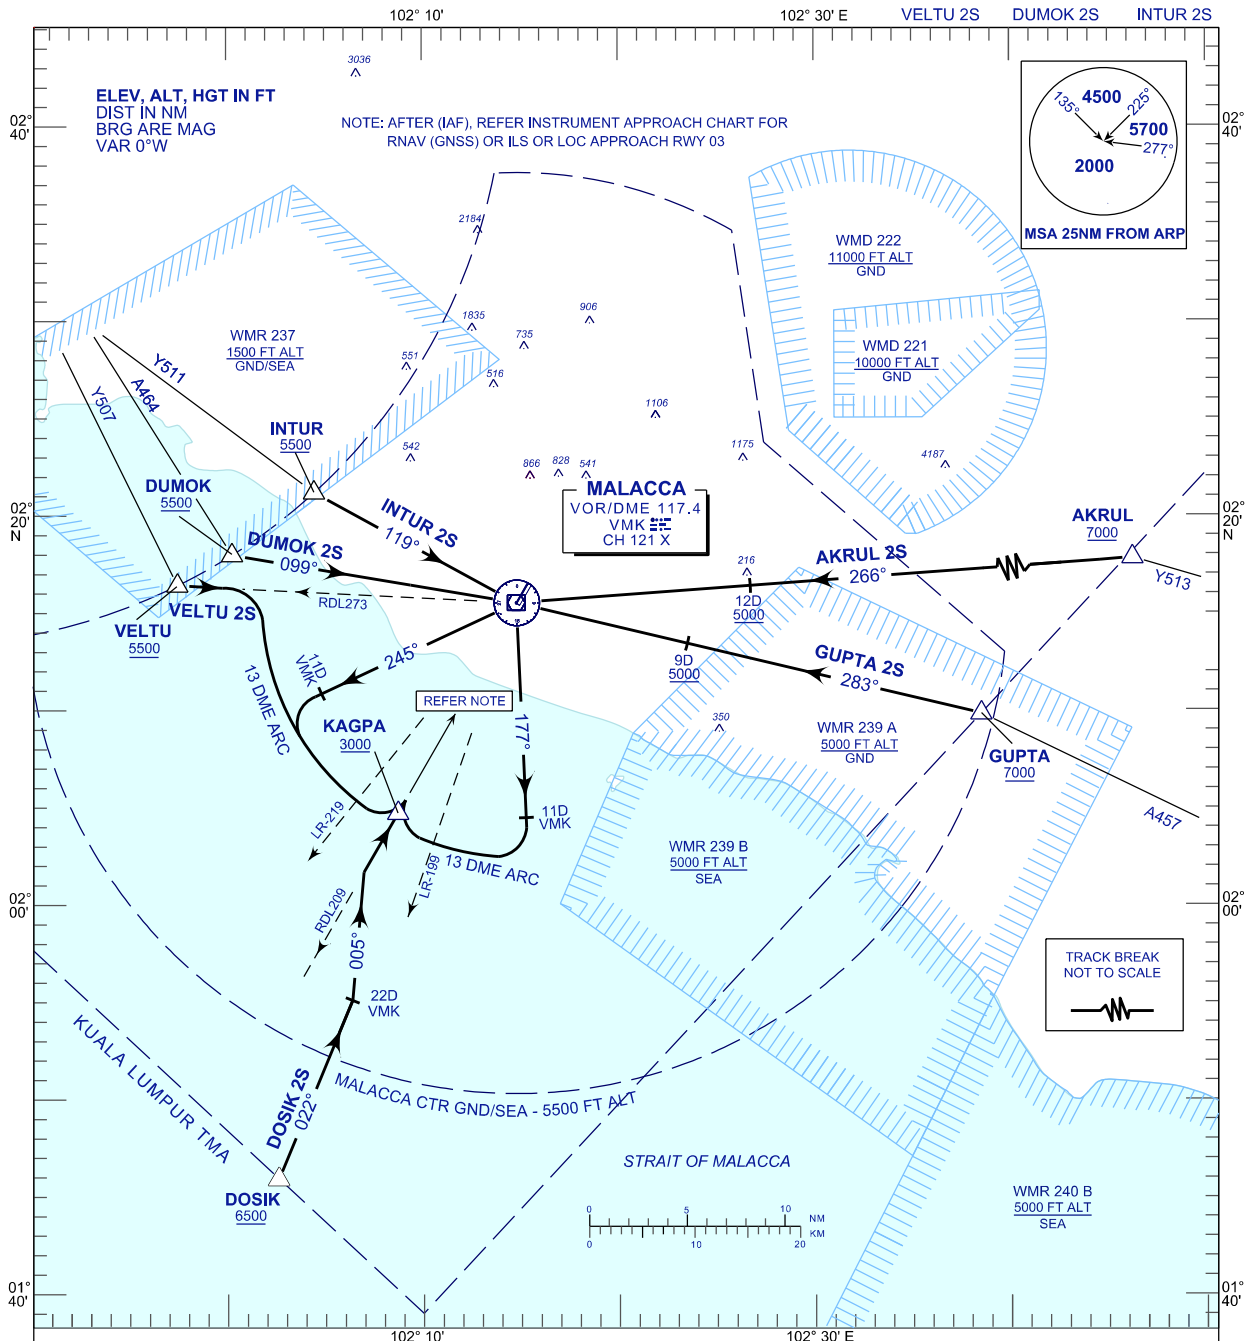 102° 10'
102° 30' E
VELTU 2S
DUMOK 2S
INTUR 2S
3036
ELEV, ALT, HGT IN FT
DIST IN NM
BRG ARE MAG
VAR 0°W
02°
40'
NOTE: AFTER (IAF), REFER INSTRUMENT APPROACH CHART FOR
RNAV (GNSS) OR ILS OR LOC APPROACH RWY 03
4500
135°
225°
5700
277°
2000
MSA 25NM FROM ARP
02°
40'
2184
WMD 222
11000 FT ALT
GND
906
1835
735
WMR 237
1500 FT ALT
GND/SEA
551
516
WMD 221
10000 FT ALT
GND
Y511
A464
Y507
1106
INTUR
5500
542
1175
4187
866
828
541
DUMOK
5500
MALACCA
VOR/DME 117.4
VMK
CH 121 X
02°
20'
N
02°
20'
N
AKRUL
7000
INTUR 2S
119°
DUMOK 2S
099°
216
AKRUL 2S
266°
Y513
12D
5000
RDL273
VELTU 2S
VELTU
5500
245°
11D
VMK
13 DME ARC
9D
5000
GUPTA 2S
283°
REFER NOTE
177°
KAGPA
3000
350
WMR 239 A
5000 FT ALT
GND
GUPTA
7000
A457
LR-219
11D
VMK
13 DME ARC
LR-199
WMR 239 B
5000 FT ALT
SEA
02°
00'
02°
00'
RDL209
005°
22D
VMK
TRACK BREAK
NOT TO SCALE
KUALA LUMPUR TMA
MALACCA CTR GND/SEA - 5500 FT ALT
DOSIK 2S
022°
STRAIT OF MALACCA
DOSIK
6500
WMR 240 B
5000 FT ALT
SEA
0 5 10 NM
0 10 20 KM
01°
40'
01°
40'
102° 10'
102° 30' E